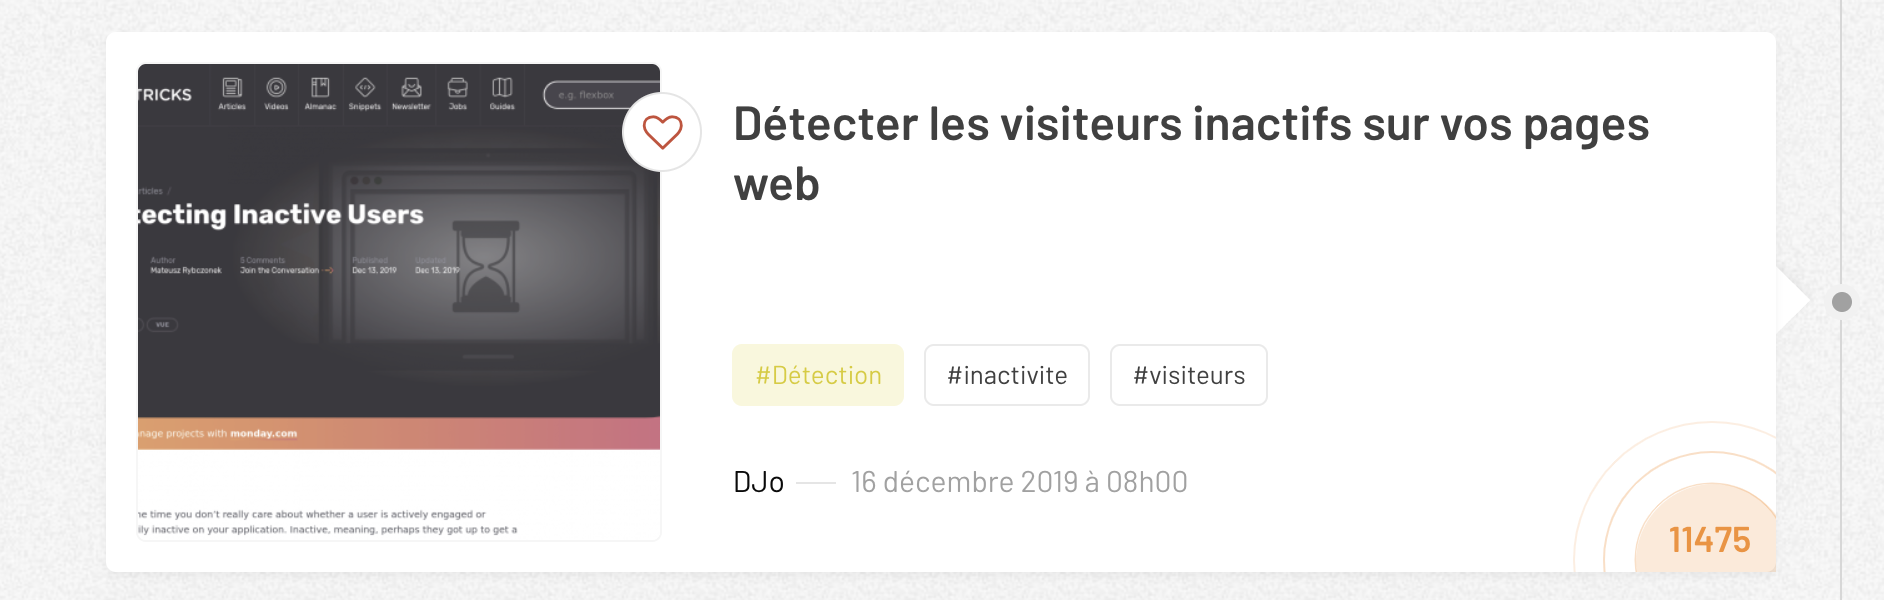 TRICKS
Articles Videos Almanac Snippets Newsletter Jobs Guides
e.g. flexbox
rticles /
tecting Inactive Users
Author 5 Comments Published Updated
Mateusz Rybczonek Join the Conversation → Dec 13, 2019 Dec 13, 2019
VUE
nage projects with monday.com
ne time you don't really care about whether a user is actively engaged or
ily inactive on your application. Inactive, meaning, perhaps they got up to get a
Détecter les visiteurs inactifs sur vos pages
web
#Détection #inactivite #visiteurs
DJo — 16 décembre 2019 à 08h00
11475